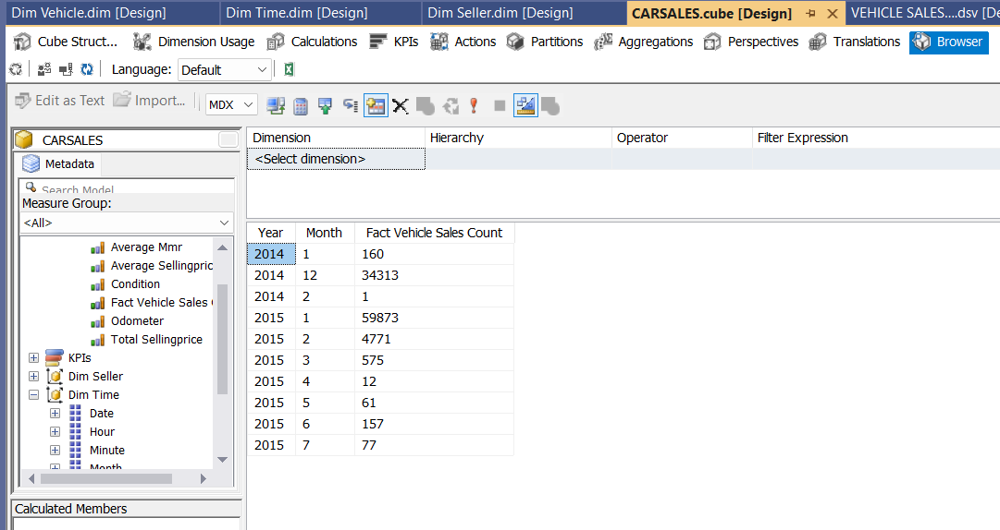 Dim Vehicle.dim [Design] Dim Time.dim [Design] Dim Seller.dim [Design] CARSALES.cube [Design] VEHICLE SALES....dsv [De
Cube Struct... Dimension Usage Calculations KPIs Actions Partitions Aggregations Perspectives Translations Browser
Language: Default
Edit as Text Import... MDX
CARSALES
Metadata
Search Model
Measure Group:
<All>
Average Mmr
Average Sellingpric
Condition
Fact Vehicle Sales
Odometer
Total Sellingprice
KPIs
Dim Seller
Dim Time
Date
Hour
Minute
Month
Calculated Members
Dimension Hierarchy Operator Filter Expression
<Select dimension>
Year Month Fact Vehicle Sales Count
2014 1 160
2014 12 34313
2014 2 1
2015 1 59873
2015 2 4771
2015 3 575
2015 4 12
2015 5 61
2015 6 157
2015 7 77